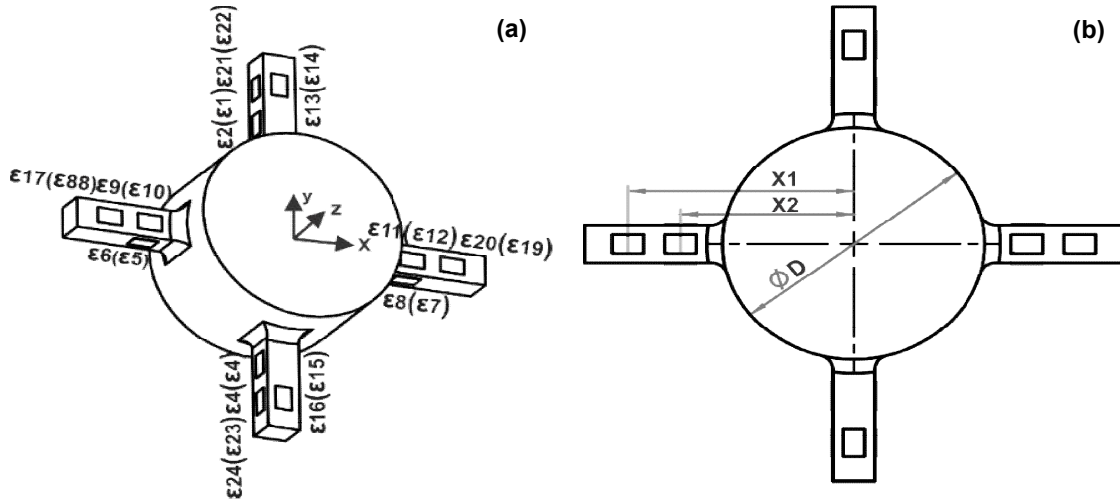 (a)
(b)
ε2(ε1)ε21(ε22)
ε13(ε14)
ε17(ε88)ε9(ε10)
ε6(ε5)
y
z
x
ε11(ε12)ε20(ε19)
ε8(ε7)
ε24(ε23)ε4(ε4)
ε16(ε15)
X1
X2
ΦD